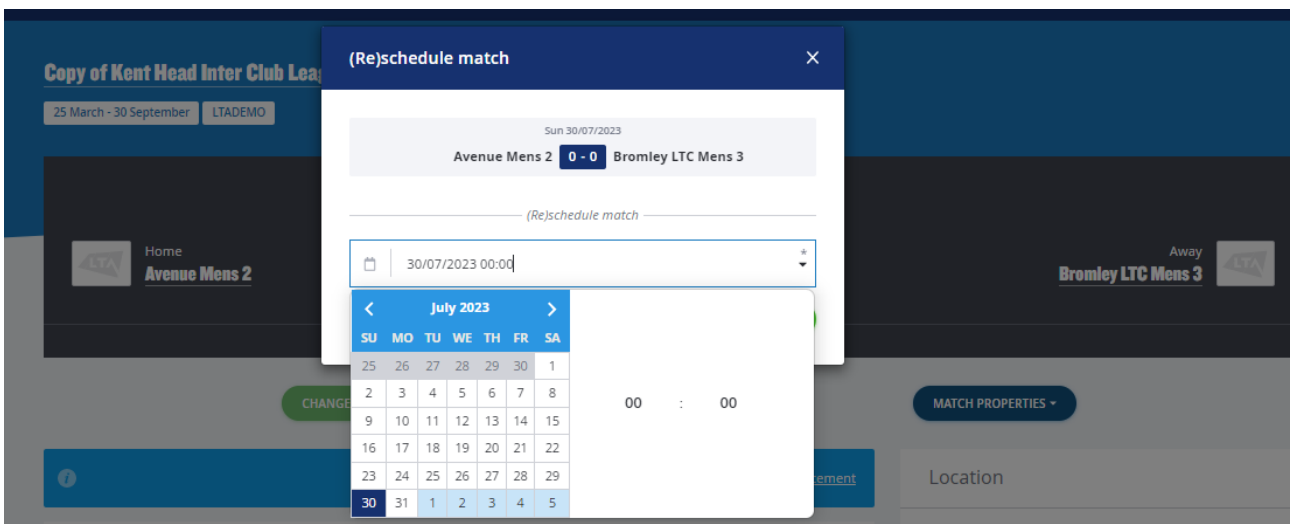 (Re)schedule match
Copy of Kent Head Inter Club Lea
25 March - 30 September LTADEMO
Sun 30/07/2023
Avenue Mens 2 0 - 0 Bromley LTC Mens 3
(Re)schedule match
Home
LTA Avenue Mens 2
30/07/2023 00:00 *
Away
Bromley LTC Mens 3 LTA
July 2023
SU MO TU WE TH FR SA
25 26 27 28 29 30 1
2 3 4 5 6 7 8
9 10 11 12 13 14 15
16 17 18 19 20 21 22
23 24 25 26 27 28 29
30 31 1 2 3 4 5
00 : 00
CHANGE
MATCH PROPERTIES
ement
Location